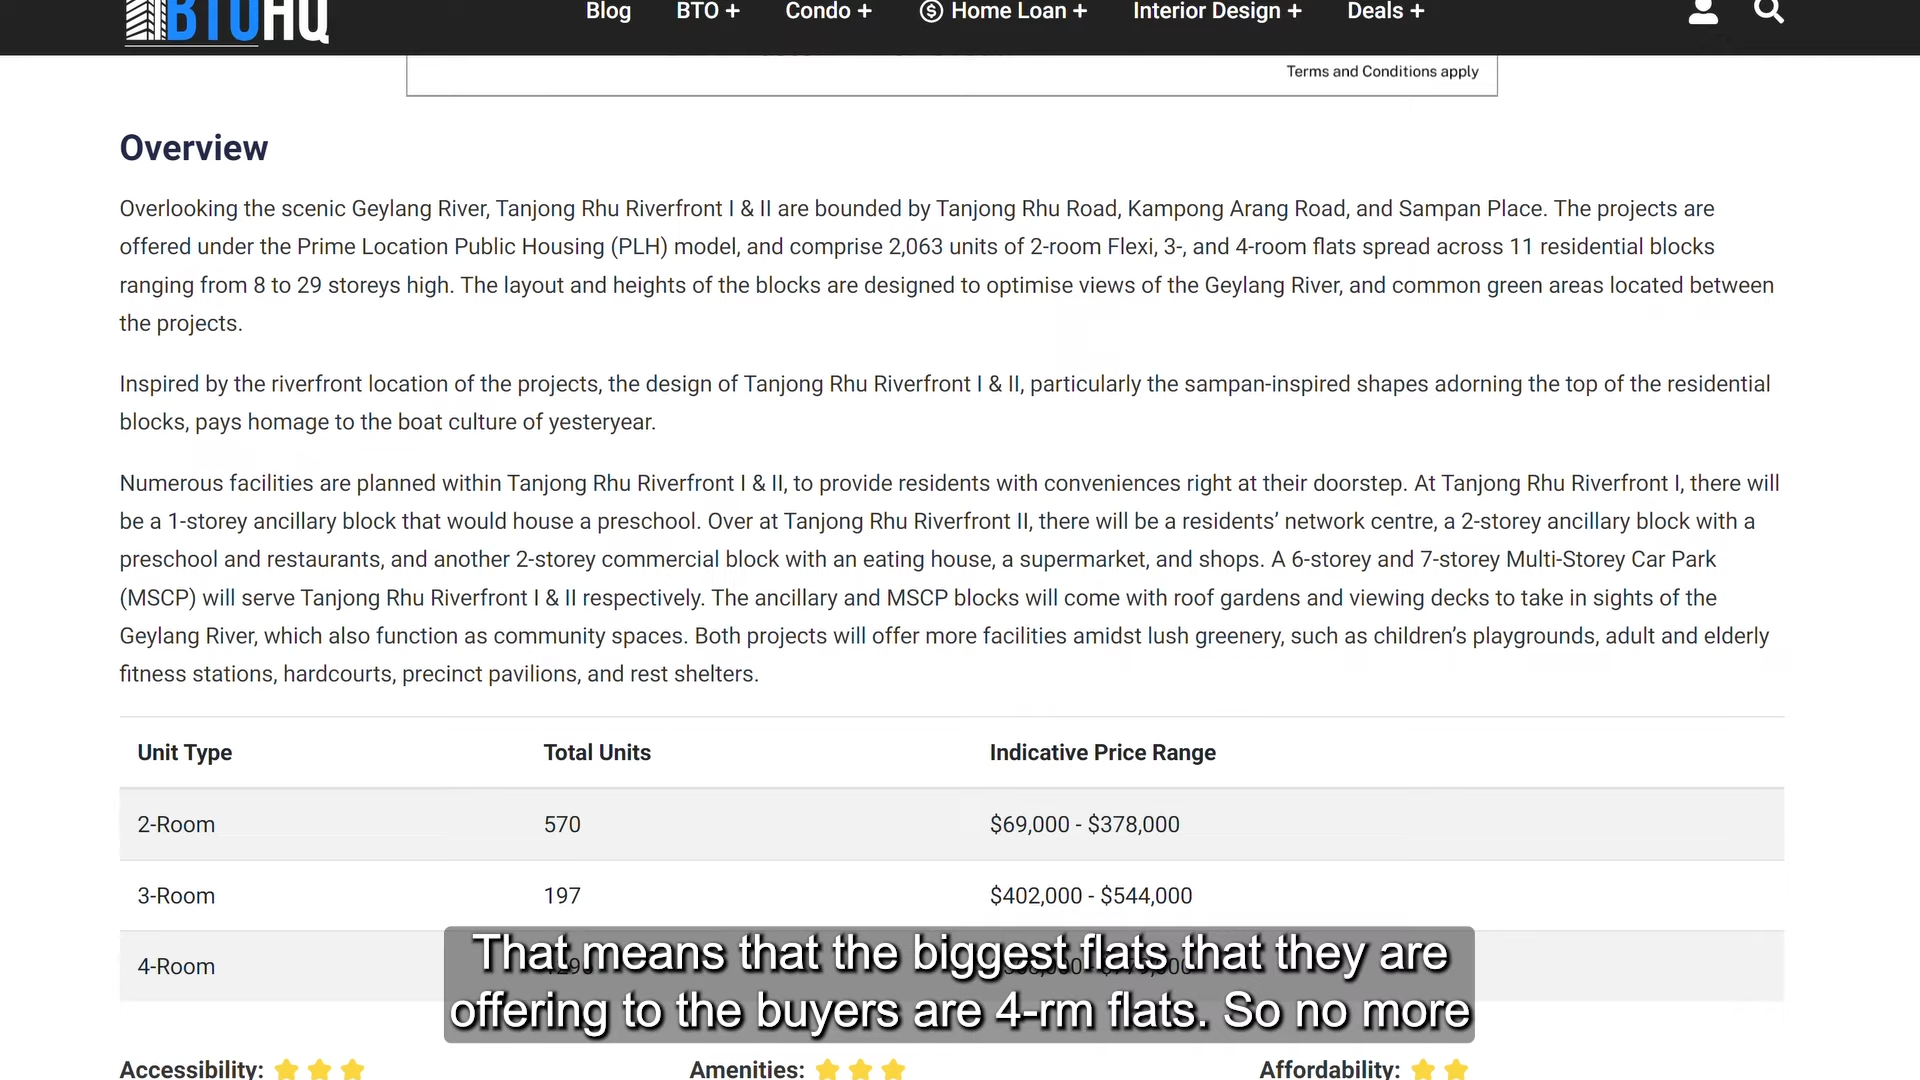 BTOHQ
Blog BTO + Condo + Home Loan + Interior Design + Deals +
Terms and Conditions apply
Overview
Overlooking the scenic Geylang River, Tanjong Rhu Riverfront I & II are bounded by Tanjong Rhu Road, Kampong Arang Road, and Sampan Place. The projects are
offered under the Prime Location Public Housing (PLH) model, and comprise 2,063 units of 2-room Flexi, 3-, and 4-room flats spread across 11 residential blocks
ranging from 8 to 29 storeys high. The layout and heights of the blocks are designed to optimise views of the Geylang River, and common green areas located between
the projects.
Inspired by the riverfront location of the projects, the design of Tanjong Rhu Riverfront I & II, particularly the sampan-inspired shapes adorning the top of the residential
blocks, pays homage to the boat culture of yesteryear.
Numerous facilities are planned within Tanjong Rhu Riverfront I & II, to provide residents with conveniences right at their doorstep. At Tanjong Rhu Riverfront I, there will
be a 1-storey ancillary block that would house a preschool. Over at Tanjong Rhu Riverfront II, there will be a residents’ network centre, a 2-storey ancillary block with a
preschool and restaurants, and another 2-storey commercial block with an eating house, a supermarket, and shops. A 6-storey and 7-storey Multi-Storey Car Park
(MSCP) will serve Tanjong Rhu Riverfront I & II respectively. The ancillary and MSCP blocks will come with roof gardens and viewing decks to take in sights of the
Geylang River, which also function as community spaces. Both projects will offer more facilities amidst lush greenery, such as children’s playgrounds, adult and elderly
fitness stations, hardcourts, precinct pavilions, and rest shelters.
Unit Type Total Units Indicative Price Range
2-Room 570 $69,000 - $378,000
3-Room 197 $402,000 - $544,000
4-Room
That means that the biggest flats that they are
offering to the buyers are 4-rm flats. So no more
Accessibility: Amenities: Affordability: